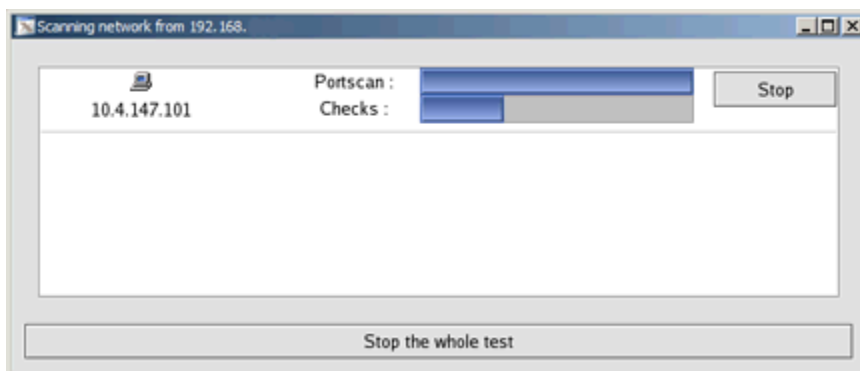 Scanning network from 192.168.
Portscan :
Stop
10.4.147.101
Checks :
Stop the whole test